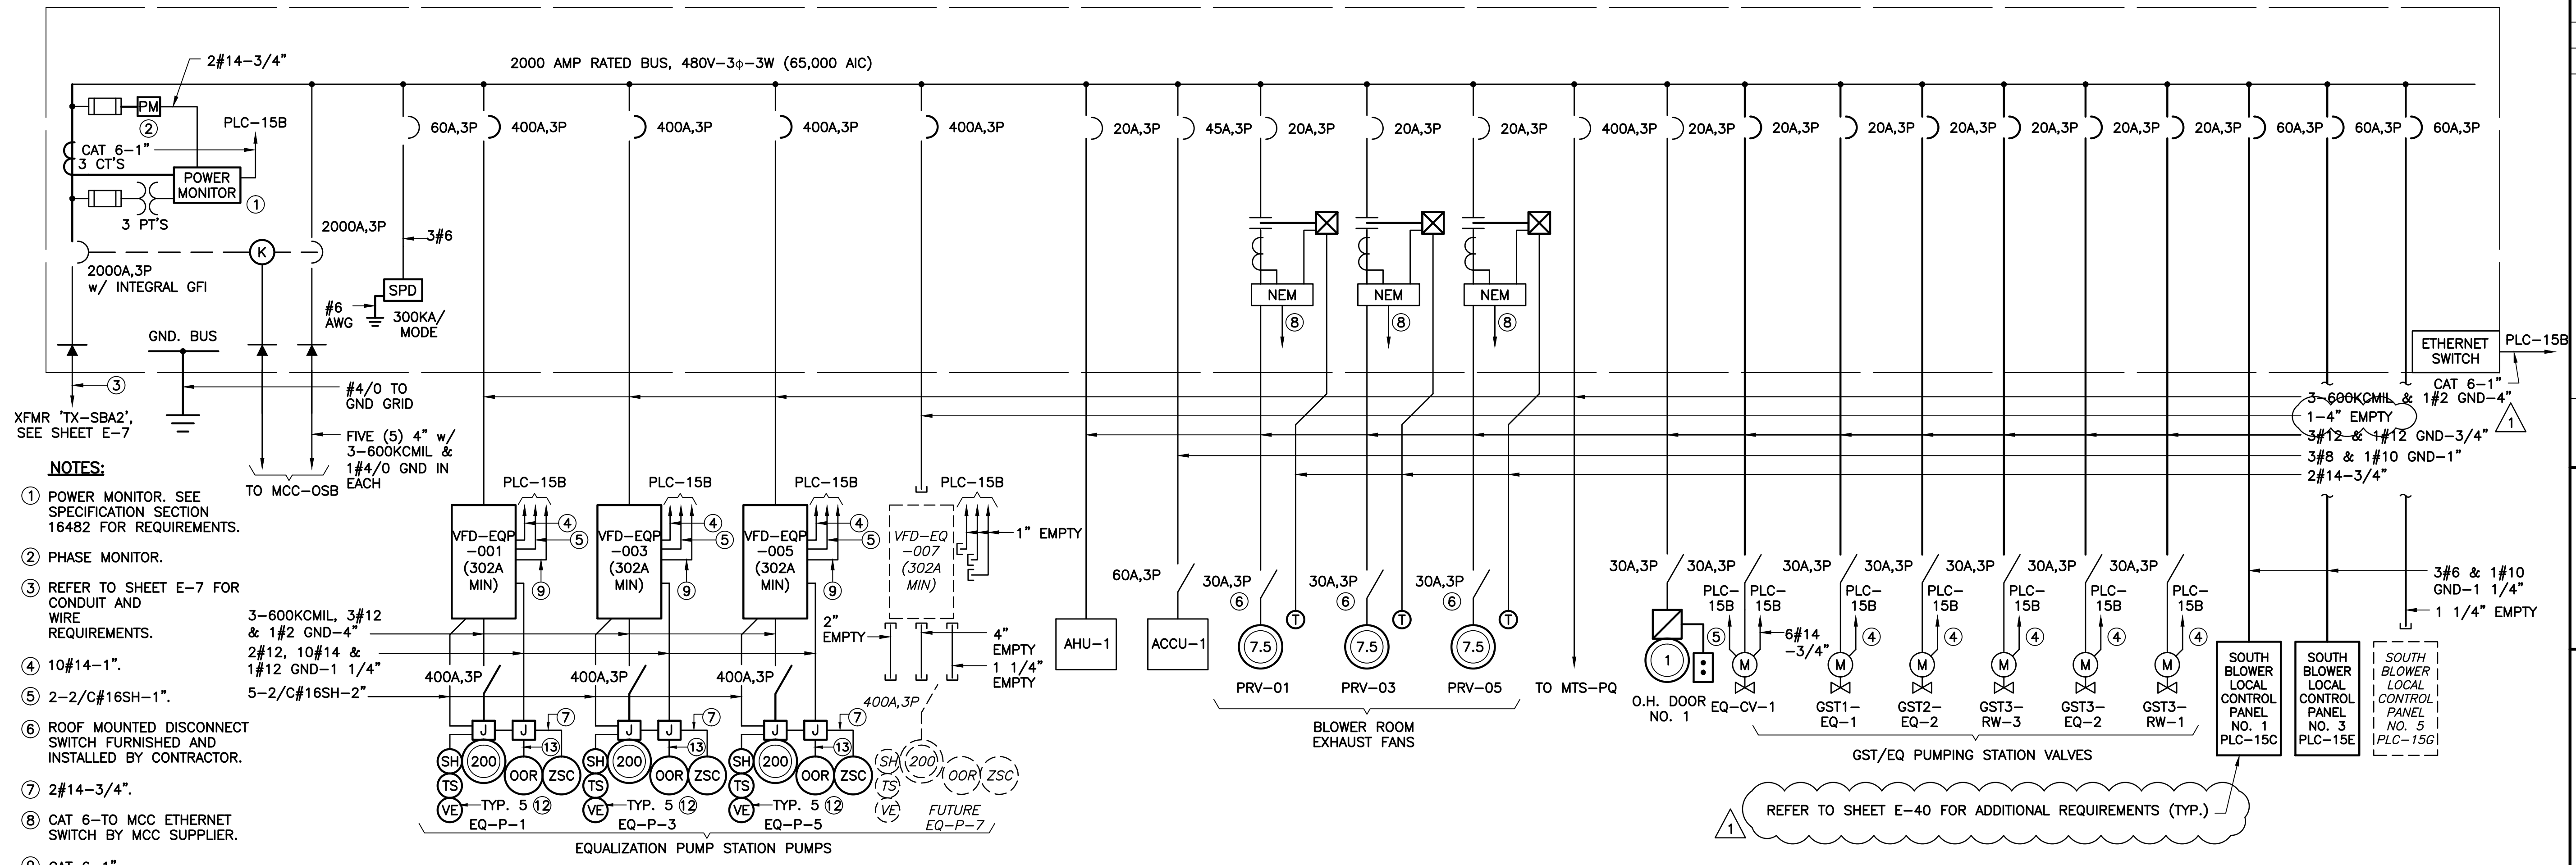 2#14-3/4"
2000 AMP RATED BUS, 480V-3φ-3W (65,000 AIC)
PM
②
PLC-15B
CAT 6-1"
3 CT'S
POWER
MONITOR
①
3 PT'S
2000A,3P
w/ INTEGRAL GFI
K
2000A,3P
60A,3P
3#6
SPD
#6
AWG
300KA/
MODE
GND. BUS
③
XFMR 'TX-SBA2',
SEE SHEET E-7
#4/0 TO
GND GRID
FIVE (5) 4" w/
3-600KCMIL &
1#4/0 GND IN
EACH
TO MCC-OSB
400A,3P
400A,3P
400A,3P
400A,3P
20A,3P
45A,3P
20A,3P
20A,3P
20A,3P
400A,3P
20A,3P
20A,3P
20A,3P
20A,3P
20A,3P
20A,3P
20A,3P
60A,3P
60A,3P
60A,3P
NEM
NEM
NEM
⑧
⑧
⑧
ETHERNET
SWITCH
PLC-15B
CAT 6-1"
3-600KCMIL & 1#2 GND-4"
1-4" EMPTY
1
3#12 & 1#12 GND-3/4"
3#8 & 1#10 GND-1"
2#14-3/4"
NOTES:
① POWER MONITOR. SEE
SPECIFICATION SECTION
16482 FOR REQUIREMENTS.
② PHASE MONITOR.
③ REFER TO SHEET E-7 FOR
CONDUIT AND
WIRE
REQUIREMENTS.
④ 10#14-1".
⑤ 2-2/C#16SH-1".
⑥ ROOF MOUNTED DISCONNECT
SWITCH FURNISHED AND
INSTALLED BY CONTRACTOR.
⑦ 2#14-3/4".
⑧ CAT 6-TO MCC ETHERNET
SWITCH BY MCC SUPPLIER.
⑨ CAT 6-1"
PLC-15B
PLC-15B
PLC-15B
PLC-15B
VFD-EQP
-001
(302A
MIN)
④
⑤
⑨
VFD-EQP
-003
(302A
MIN)
④
⑤
⑨
VFD-EQP
-005
(302A
MIN)
④
⑤
⑨
VFD-EQ
-007
(302A
MIN)
1" EMPTY
2"
EMPTY
4"
EMPTY
1 1/4"
EMPTY
3-600KCMIL, 3#12
& 1#2 GND-4"
2#12, 10#14 &
1#12 GND-1 1/4"
5-2/C#16SH-2"
400A,3P
400A,3P
400A,3P
400A,3P
J
J
⑦
⑬
J
J
⑦
⑬
J
J
⑦
⑬
SH
200
OOR
ZSC
TS
VE
TYP. 5 ⑫
EQ-P-1
SH
200
OOR
ZSC
TS
VE
TYP. 5 ⑫
EQ-P-3
SH
200
OOR
ZSC
TS
VE
TYP. 5 ⑫
EQ-P-5
SH
200
OOR
ZSC
TS
VE
FUTURE
EQ-P-7
EQUALIZATION PUMP STATION PUMPS
AHU-1
60A,3P
ACCU-1
30A,3P
⑥
T
7.5
PRV-01
30A,3P
⑥
T
7.5
PRV-03
30A,3P
⑥
T
7.5
PRV-05
BLOWER ROOM
EXHAUST FANS
TO MTS-PQ
30A,3P
1
O.H. DOOR
NO. 1
30A,3P
PLC-
15B
PLC-
15B
⑤
6#14
-3/4"
M
EQ-CV-1
30A,3P
PLC-
15B
④
M
GST1-
EQ-1
30A,3P
PLC-
15B
④
M
GST2-
EQ-2
30A,3P
PLC-
15B
④
M
GST3-
RW-3
30A,3P
PLC-
15B
④
M
GST3-
EQ-2
30A,3P
PLC-
15B
④
M
GST3-
RW-1
GST/EQ PUMPING STATION VALVES
3#6 & 1#10
GND-1 1/4"
1 1/4" EMPTY
SOUTH
BLOWER
LOCAL
CONTROL
PANEL
NO. 1
PLC-15C
SOUTH
BLOWER
LOCAL
CONTROL
PANEL
NO. 3
PLC-15E
SOUTH
BLOWER
LOCAL
CONTROL
PANEL
NO. 5
PLC-15G
REFER TO SHEET E-40 FOR ADDITIONAL REQUIREMENTS (TYP.)
1